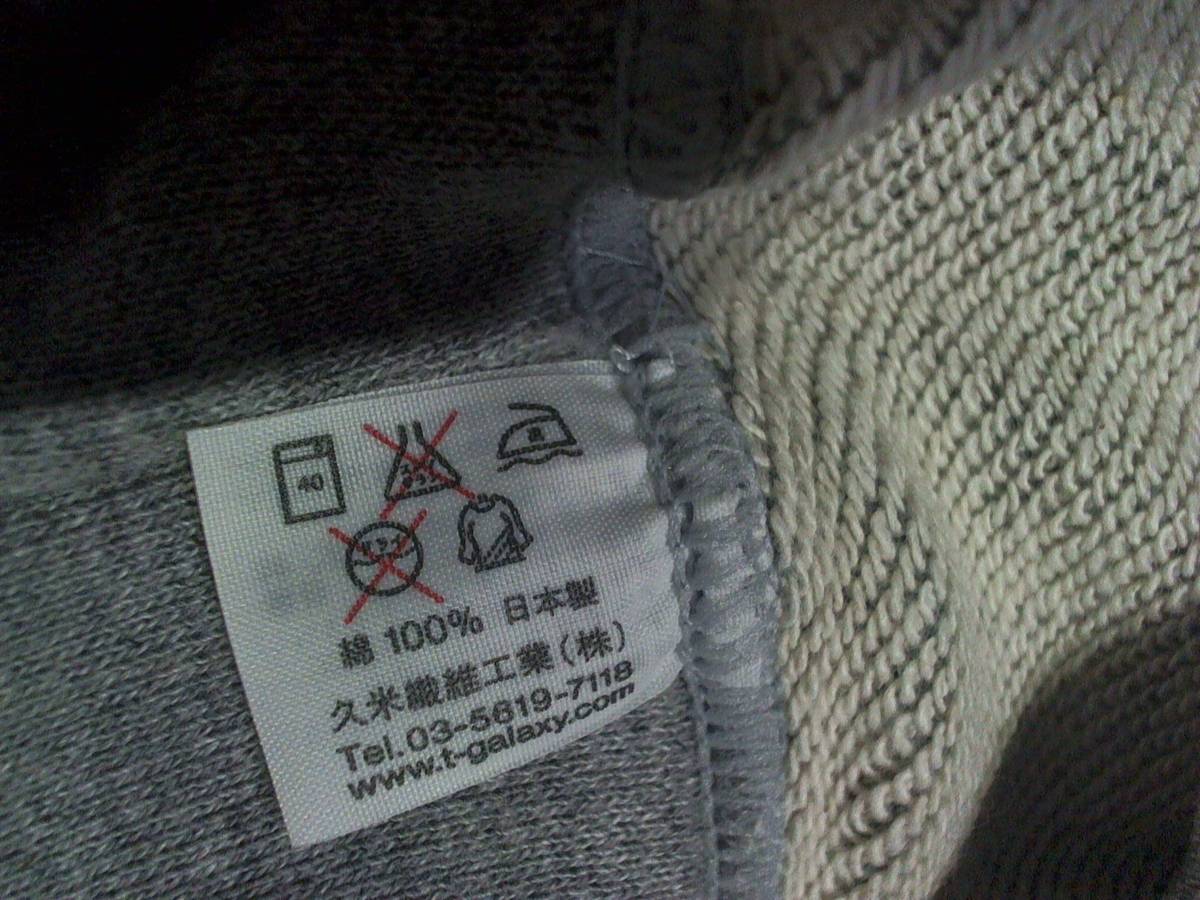 40
綿 100% 日本製
久米繊維工業(株)
Tel.03-5619-7118
www.t-galaxy.com